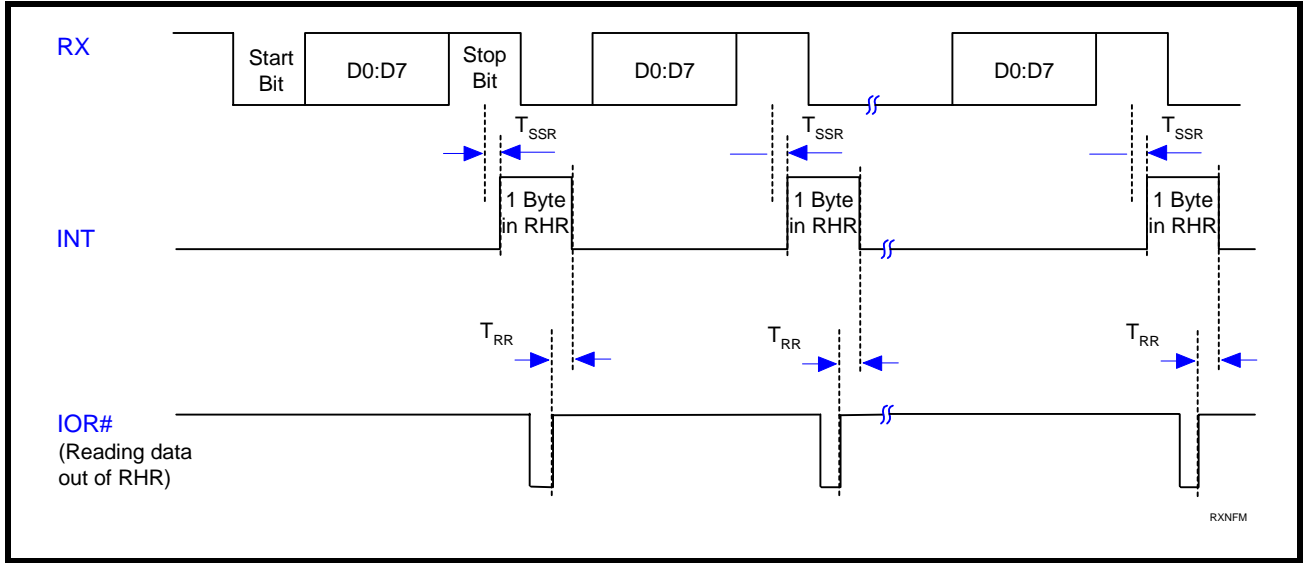 RX
Start
Bit
D0:D7
Stop
Bit
D0:D7
D0:D7
TSSR
TSSR
TSSR
INT
1 Byte
in RHR
1 Byte
in RHR
1 Byte
in RHR
TRR
TRR
TRR
IOR#
(Reading data
out of RHR)
RXNFM